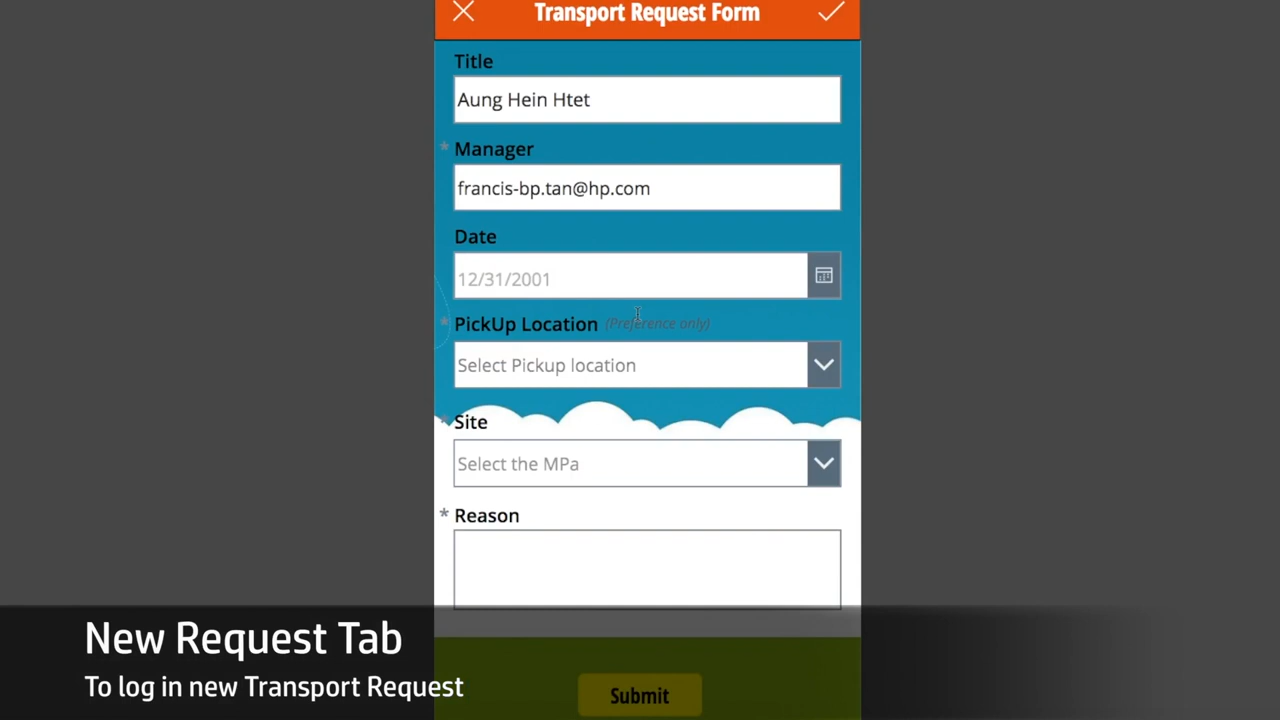 Transport Request Form
Title
Aung Hein Htet
* Manager
francis-bp.tan@hp.com
Date
12/31/2001
* PickUp Location (Preference only)
Select Pickup location
* Site
Select the MPa
* Reason
New Request Tab
To log in new Transport Request
Submit